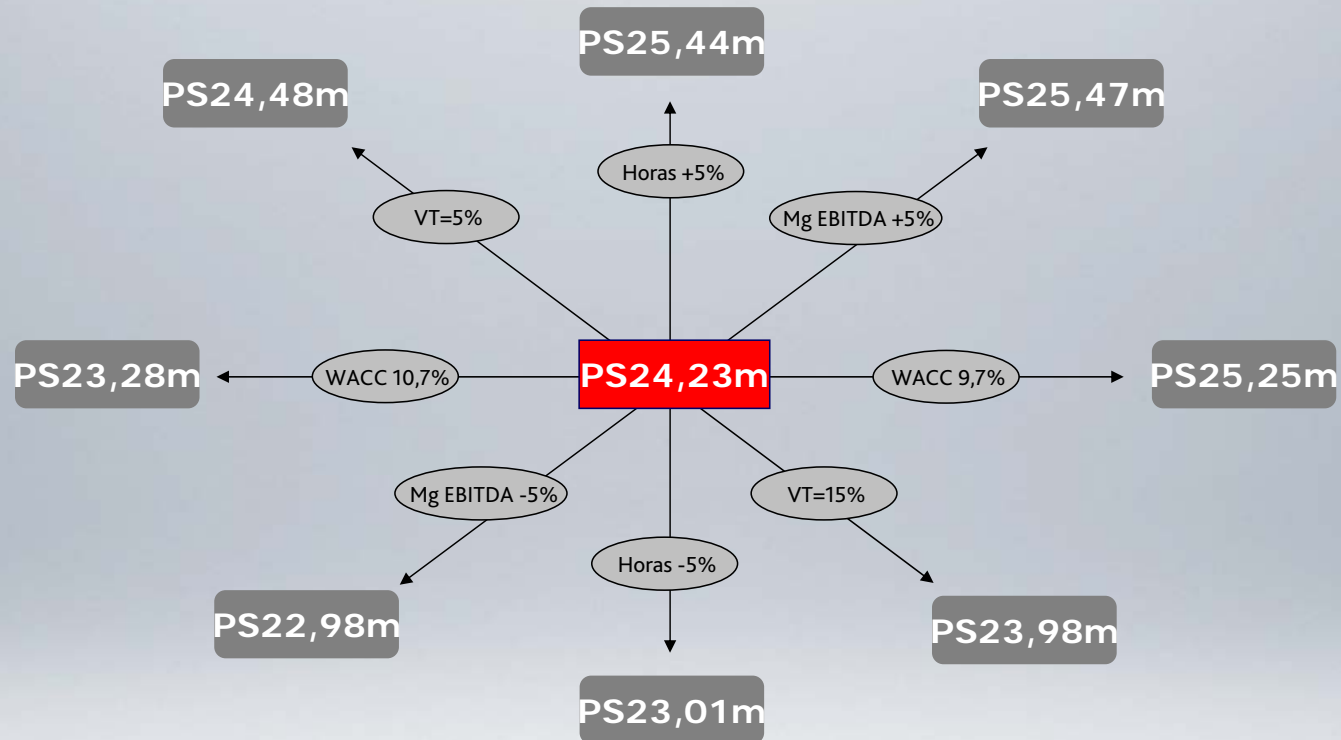 PS25,44m
PS24,48m
PS25,47m
Horas +5%
VT=5%
Mg EBITDA +5%
PS23,28m
WACC 10,7%
PS24,23m
WACC 9,7%
PS25,25m
Mg EBITDA -5%
VT=15%
Horas -5%
PS22,98m
PS23,98m
PS23,01m